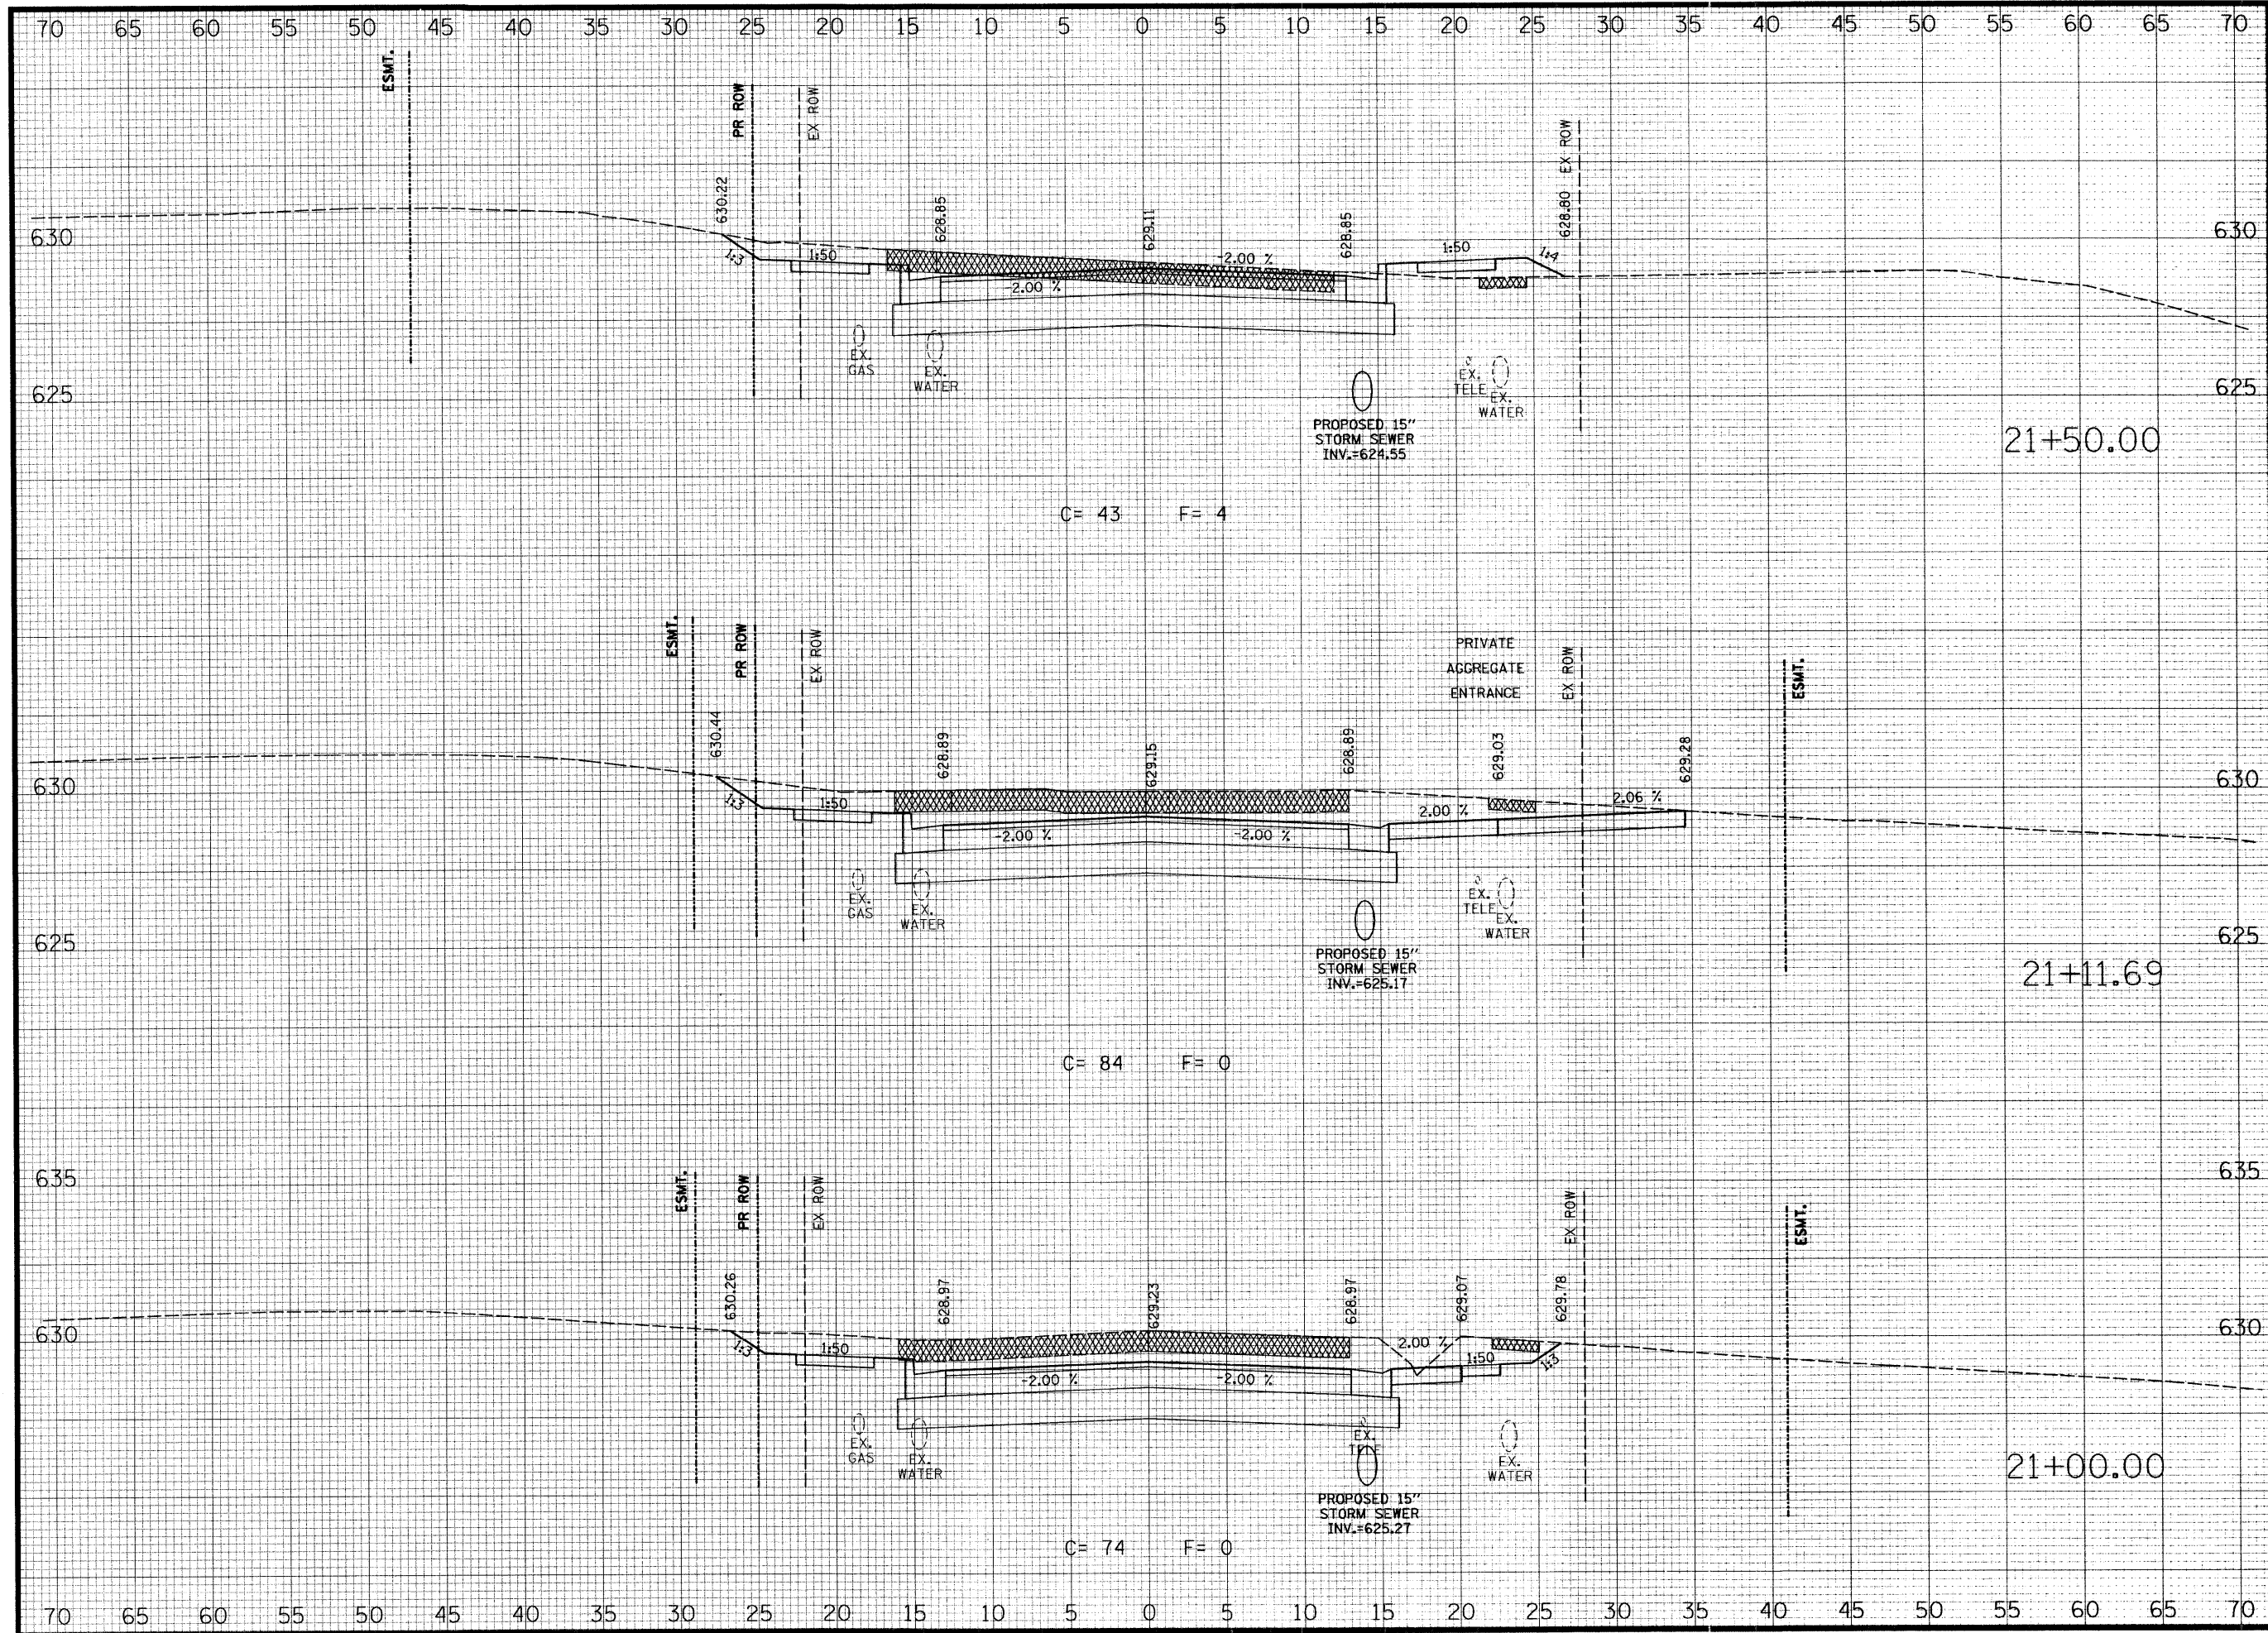 70 65 60 55 50 45 40 35 30 25 20 15 10 5 0 5 10 15 20 25 30 35 40 45 50 55 60 65 70
ESMT.
PR ROW
EX ROW
EX ROW
630.22
628.85
629.11
628.85
628.80
630
630
1:3
1:50
-2.00 %
-2.00 %
1:50
1:4
EX.
GAS
EX.
WATER
EX.
TELE
EX.
WATER
625
625
PROPOSED 15"
STORM SEWER
INV.=624.55
21+50.00
C= 43 F= 4
ESMT.
PR ROW
EX ROW
PRIVATE
AGGREGATE
ENTRANCE
EX ROW
ESMT.
630.44
628.89
629.15
628.89
629.03
629.28
630
630
1:3
1:50
-2.00 %
-2.00 %
2.00 %
2.06 %
EX.
GAS
EX.
WATER
EX.
TELE
EX.
WATER
625
625
PROPOSED 15"
STORM SEWER
INV.=625.17
21+11.69
C= 84 F= 0
635
635
ESMT.
PR ROW
EX ROW
EX ROW
ESMT.
630.26
628.97
629.23
628.97
629.07
629.78
630
630
1:3
1:50
-2.00 %
-2.00 %
2.00 %
1:50
1:3
EX.
GAS
EX.
WATER
EX.
TELE
EX.
WATER
21+00.00
PROPOSED 15"
STORM SEWER
INV.=625.27
C= 74 F= 0
70 65 60 55 50 45 40 35 30 25 20 15 10 5 0 5 10 15 20 25 30 35 40 45 50 55 60 65 70